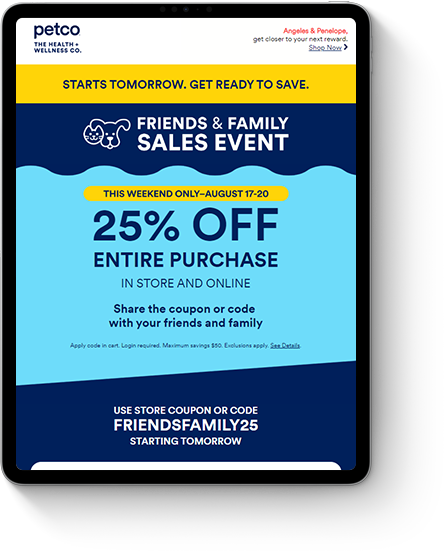 petco
THE HEALTH +
WELLNESS CO.
Angeles & Penelope,
get closer to your next reward.
Shop Now
STARTS TOMORROW. GET READY TO SAVE.
FRIENDS & FAMILY
SALES EVENT
THIS WEEKEND ONLY–AUGUST 17-20
25% OFF
ENTIRE PURCHASE
IN STORE AND ONLINE
Share the coupon or code
with your friends and family
Apply code in cart. Login required. Maximum savings $50. Exclusions apply. See Details.
USE STORE COUPON OR CODE
FRIENDSFAMILY25
STARTING TOMORROW